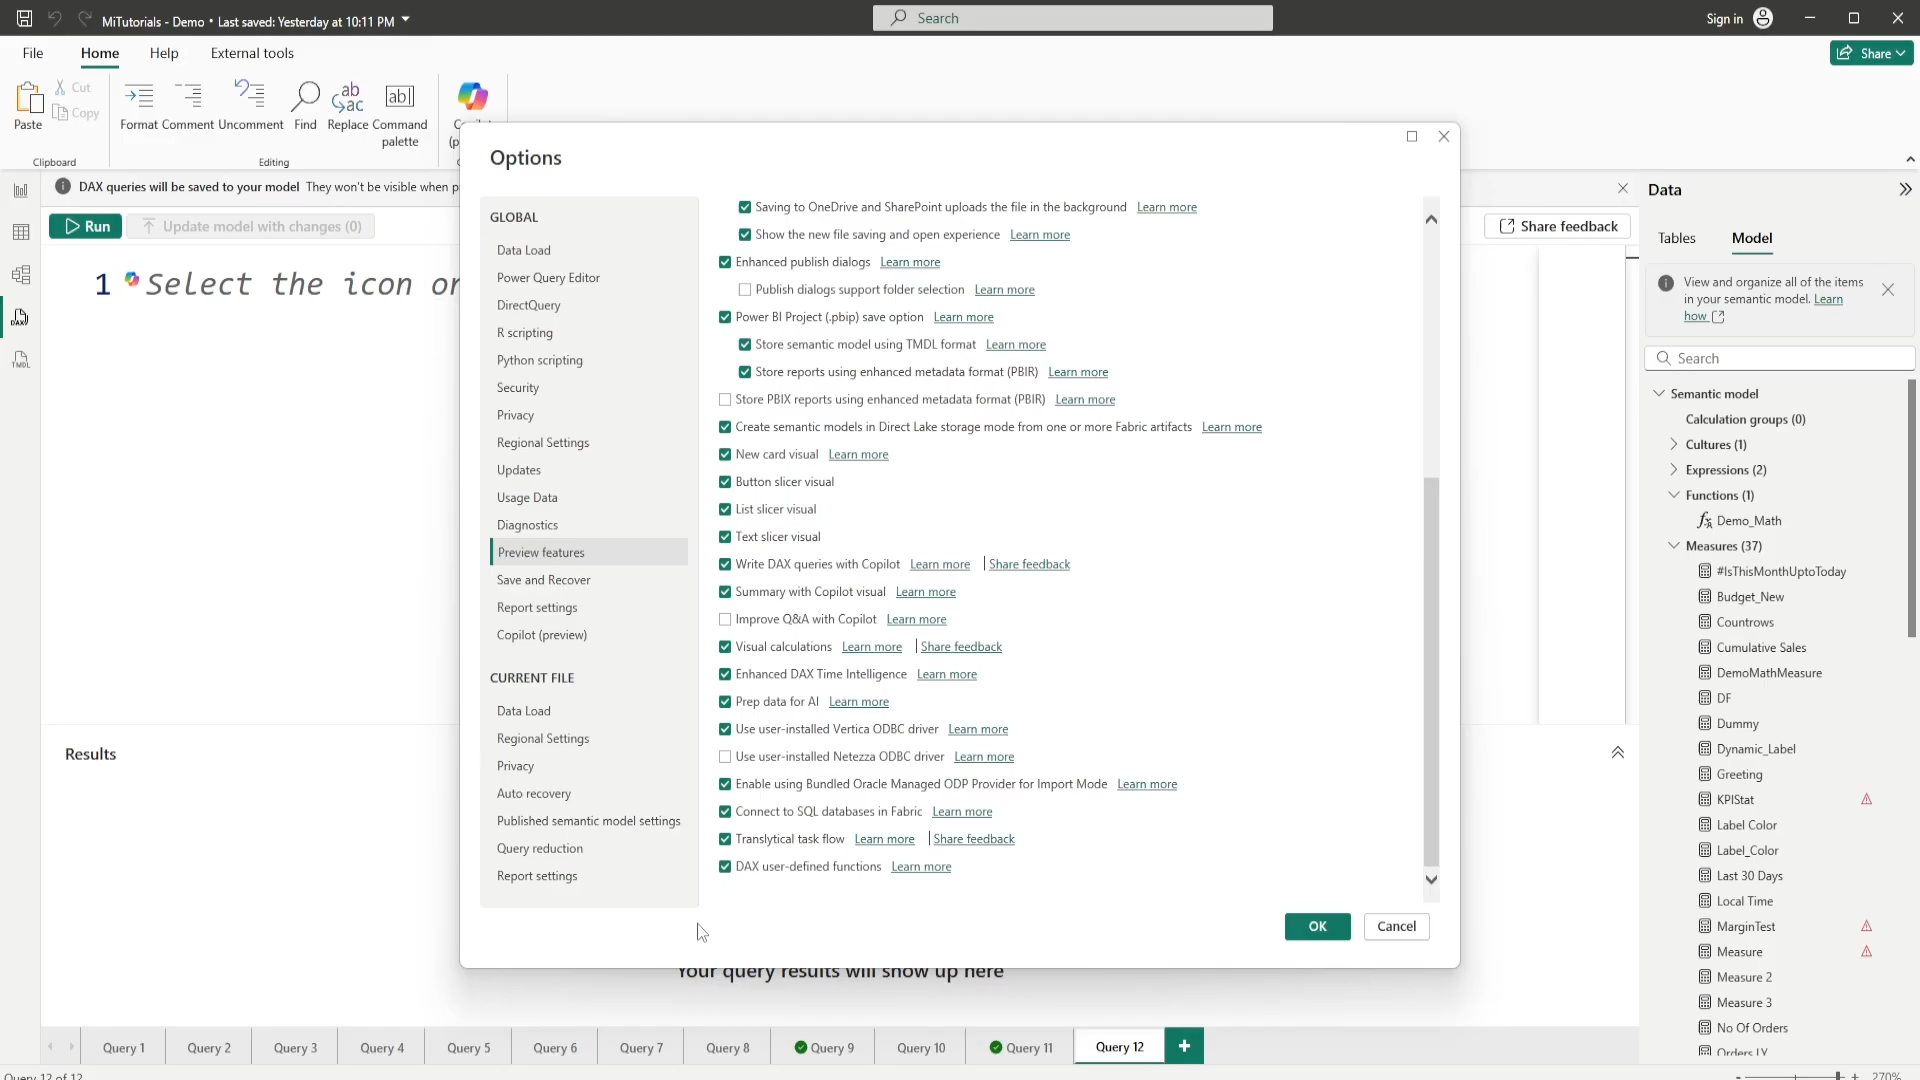 MiTutorials - Demo • Last saved: Yesterday at 10:11 PM
Search
Sign in
File
Home
Help
External tools
Share
Paste
Cut
Copy
Format
Comment
Uncomment
Find
Replace
Command
palette
Clipboard
Editing
DAX queries will be saved to your model They won't be visible when
Run
Update model with changes (0)
Share feedback
1 Select the icon or
Results
Your query results will show up here
Options
GLOBAL
Data Load
Power Query Editor
DirectQuery
R scripting
Python scripting
Security
Privacy
Regional Settings
Updates
Usage Data
Diagnostics
Preview features
Save and Recover
Report settings
Copilot (preview)
CURRENT FILE
Data Load
Regional Settings
Privacy
Auto recovery
Published semantic model settings
Query reduction
Report settings
Saving to OneDrive and SharePoint uploads the file in the background Learn more
Show the new file saving and open experience Learn more
Enhanced publish dialogs Learn more
Publish dialogs support folder selection Learn more
Power BI Project (.pbip) save option Learn more
Store semantic model using TMDL format Learn more
Store reports using enhanced metadata format (PBIR) Learn more
Store PBIX reports using enhanced metadata format (PBIR) Learn more
Create semantic models in Direct Lake storage mode from one or more Fabric artifacts Learn more
New card visual Learn more
Button slicer visual
List slicer visual
Text slicer visual
Write DAX queries with Copilot Learn more Share feedback
Summary with Copilot visual Learn more
Improve Q&A with Copilot Learn more
Visual calculations Learn more Share feedback
Enhanced DAX Time Intelligence Learn more
Prep data for AI Learn more
Use user-installed Vertica ODBC driver Learn more
Use user-installed Netezza ODBC driver Learn more
Enable using Bundled Oracle Managed ODP Provider for Import Mode Learn more
Connect to SQL databases in Fabric Learn more
Translytical task flow Learn more Share feedback
DAX user-defined functions Learn more
OK
Cancel
Data
Tables
Model
View and organize all of the items
in your semantic model. Learn
how
Search
Semantic model
Calculation groups (0)
Cultures (1)
Expressions (2)
Functions (1)
Demo_Math
Measures (37)
#IsThisMonthUptoToday
Budget_New
Countrows
Cumulative Sales
DemoMathMeasure
DF
Dummy
Dynamic_Label
Greeting
KPIStat
Label Color
Label_Color
Last 30 Days
Local Time
MarginTest
Measure
Measure 2
Measure 3
No Of Orders
Orders LY
DAX
TMDL
Query 1
Query 2
Query 3
Query 4
Query 5
Query 6
Query 7
Query 8
Query 9
Query 10
Query 11
Query 12
Query 12 of 12
270%